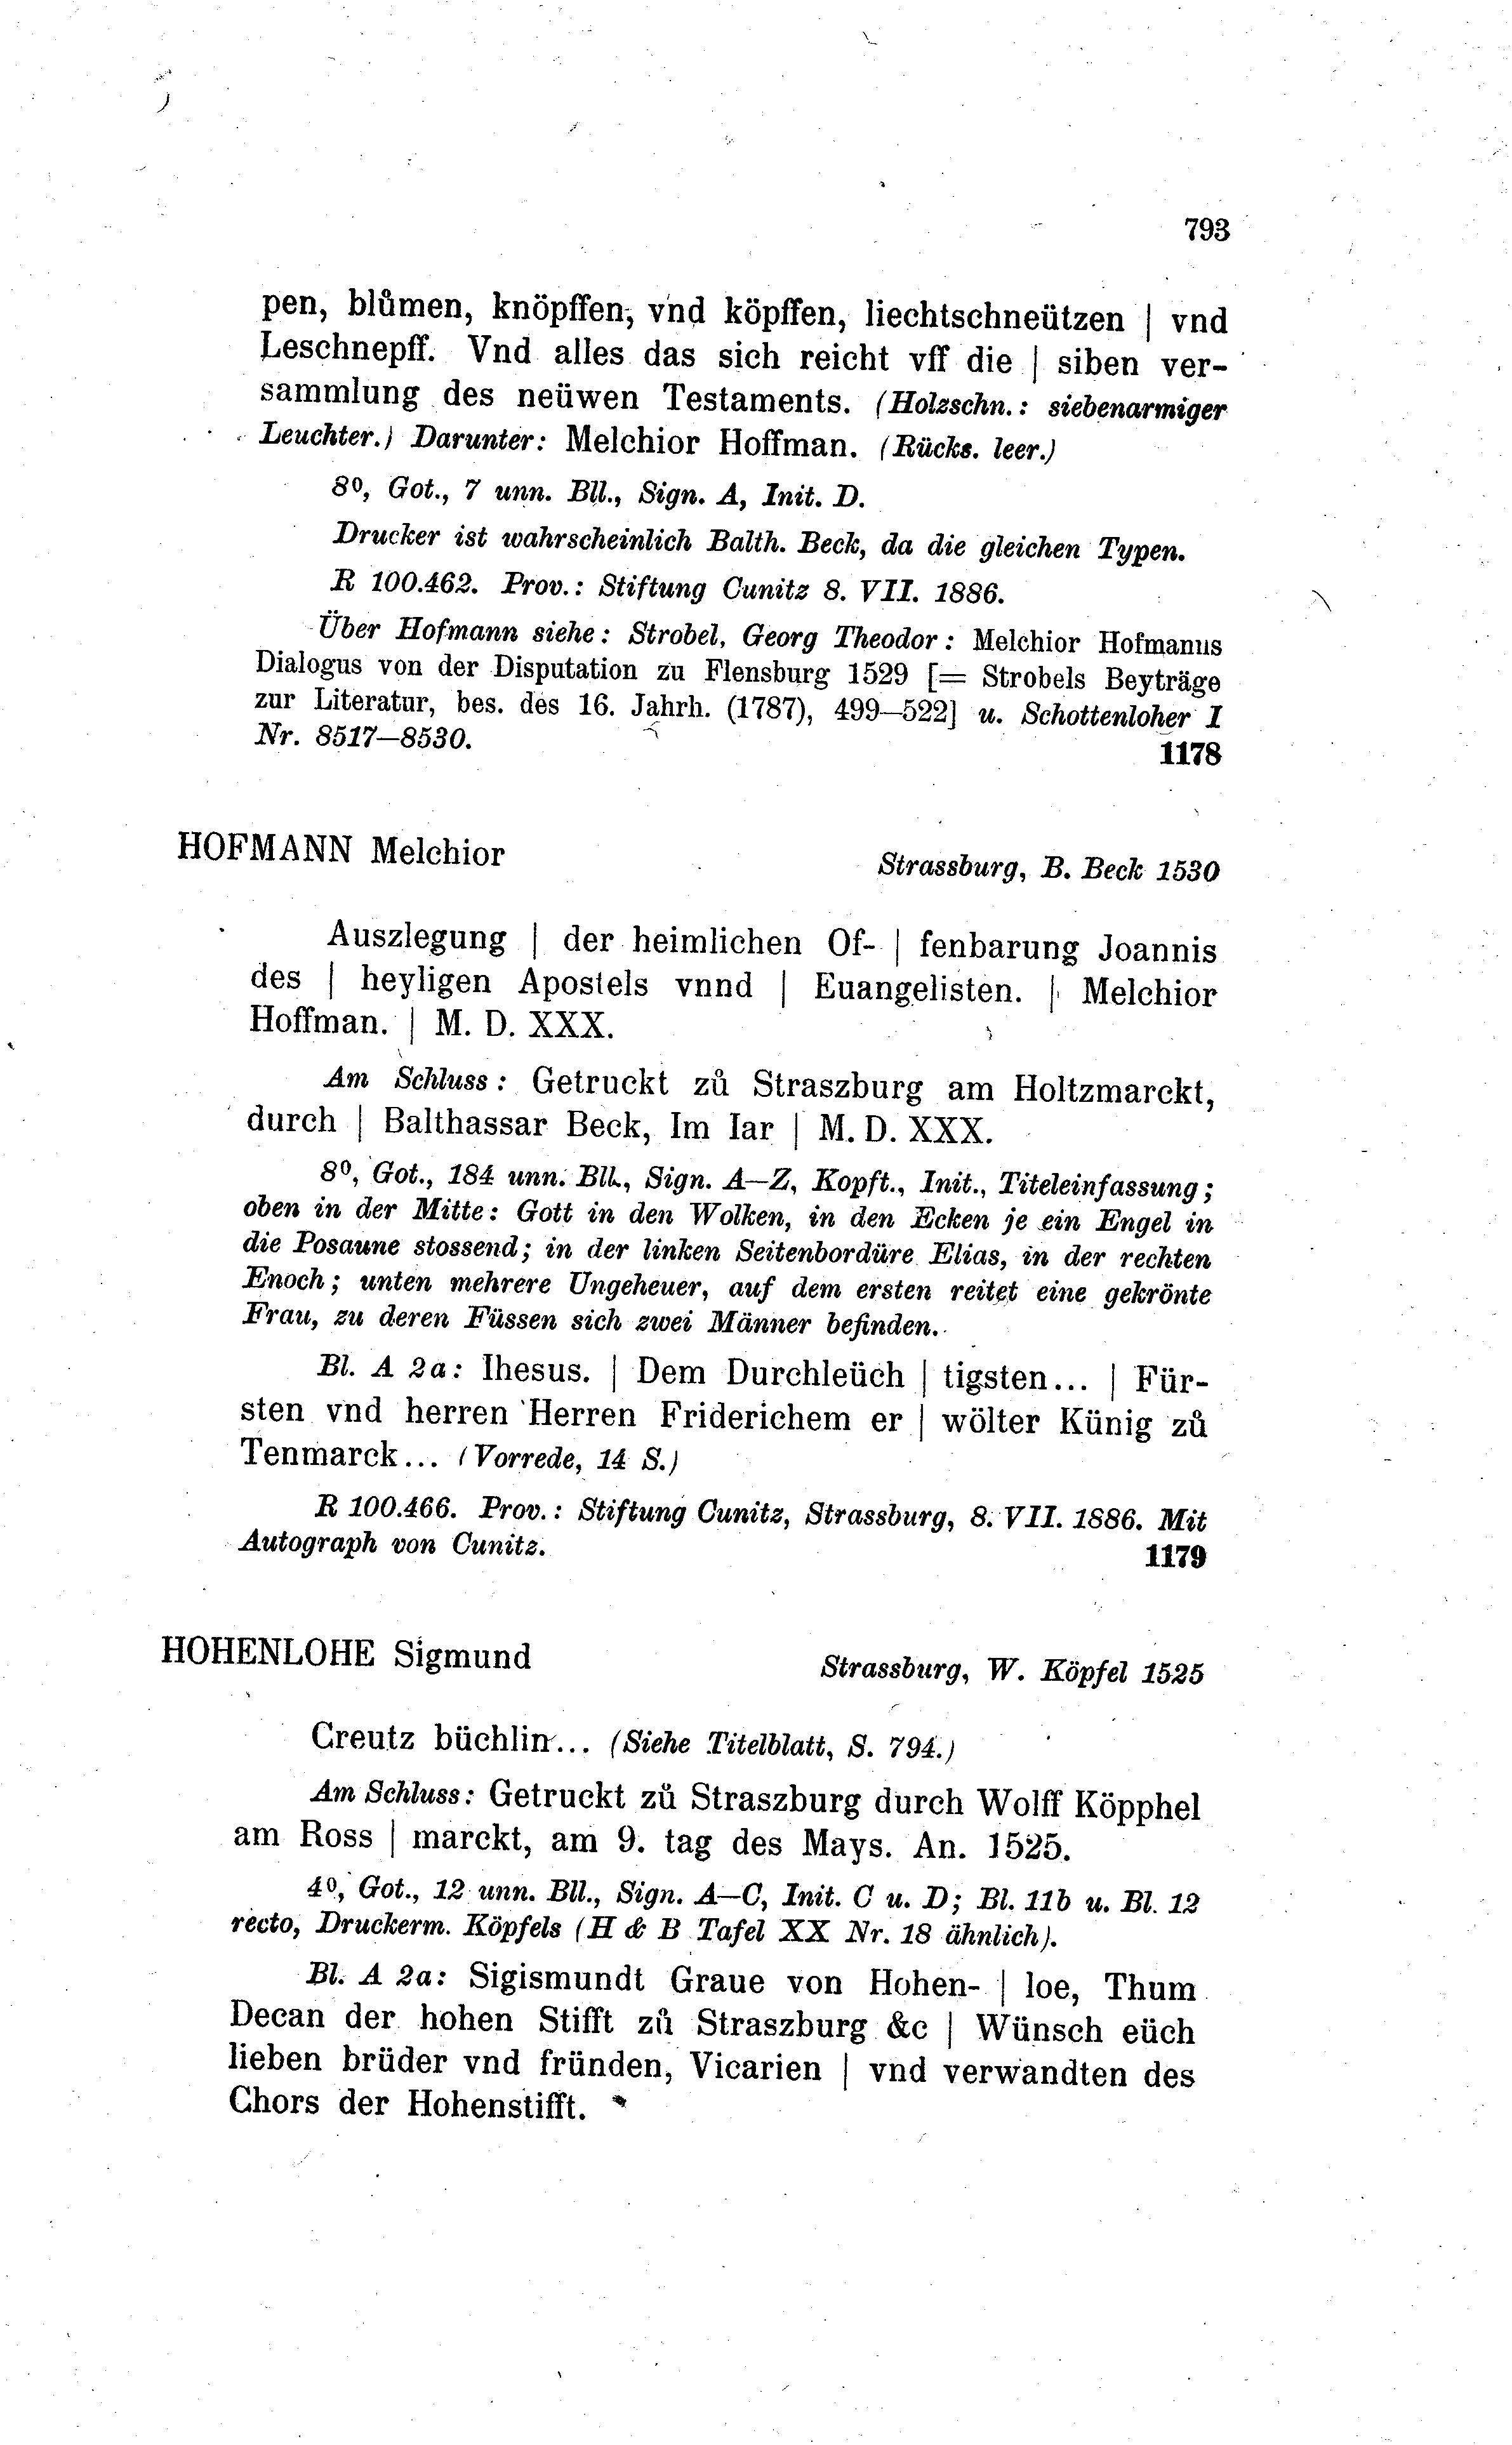 793
pen, blůmen, knöpffen, vnd köpffen, liechtschneützen | vnd
Leschnepff. Vnd alles das sich reicht vff die | siben ver-
sammlung des neüwen Testaments. (Holzschn.: siebenarmiger
Leuchter.) Darunter: Melchior Hoffman. (Rücks. leer.)
8⁰, Got., 7 unn. Bll., Sign. A, Init. D.
Drucker ist wahrscheinlich Balth. Beck, da die gleichen Typen.
R 100.462. Prov.: Stiftung Cunitz 8. VII. 1886.
Über Hofmann siehe: Strobel, Georg Theodor: Melchior Hofmanns
Dialogus von der Disputation zu Flensburg 1529 [= Strobels Beyträge
zur Literatur, bes. des 16. Jahrh. (1787), 499—522] u. Schottenloher I
Nr. 8517—8530.
1178
HOFMANN Melchior
Strassburg, B. Beck 1530
Auszlegung | der heimlichen Of- | fenbarung Joannis
des | heyligen Apostels vnnd | Euangelisten. | Melchior
Hoffman. | M. D. XXX.
Am Schluss: Getruckt zů Straszburg am Holtzmarckt,
durch | Balthassar Beck, Im Iar | M. D. XXX.
8⁰, Got., 184 unn. Bll., Sign. A—Z, Kopft., Init., Titeleinfassung;
oben in der Mitte: Gott in den Wolken, in den Ecken je ein Engel in
die Posaune stossend; in der linken Seitenbordüre Elias, in der rechten
Enoch; unten mehrere Ungeheuer, auf dem ersten reitet eine gekrönte
Frau, zu deren Füssen sich zwei Männer befinden.
Bl. A 2a: Ihesus. | Dem Durchleüch | tigsten... | Für-
sten vnd herren Herren Friderichem er | wölter Künig zů
Tenmarck... (Vorrede, 14 S.)
R 100.466. Prov.: Stiftung Cunitz, Strassburg, 8. VII. 1886. Mit
Autograph von Cunitz.
1179
HOHENLOHE Sigmund
Strassburg, W. Köpfel 1525
Creutz büchlin... (Siehe Titelblatt, S. 794.)
Am Schluss: Getruckt zů Straszburg durch Wolff Köpphel
am Ross | marckt, am 9. tag des Mays. An. 1525.
4⁰, Got., 12 unn. Bll., Sign. A—C, Init. C u. D; Bl. 11b u. Bl. 12
recto, Druckerm. Köpfels (H & B Tafel XX Nr. 18 ähnlich).
Bl. A 2a: Sigismundt Graue von Hohen- | loe, Thum
Decan der hohen Stifft zů Straszburg &c | Wünsch eüch
lieben brüder vnd fründen, Vicarien | vnd verwandten des
Chors der Hohenstifft.